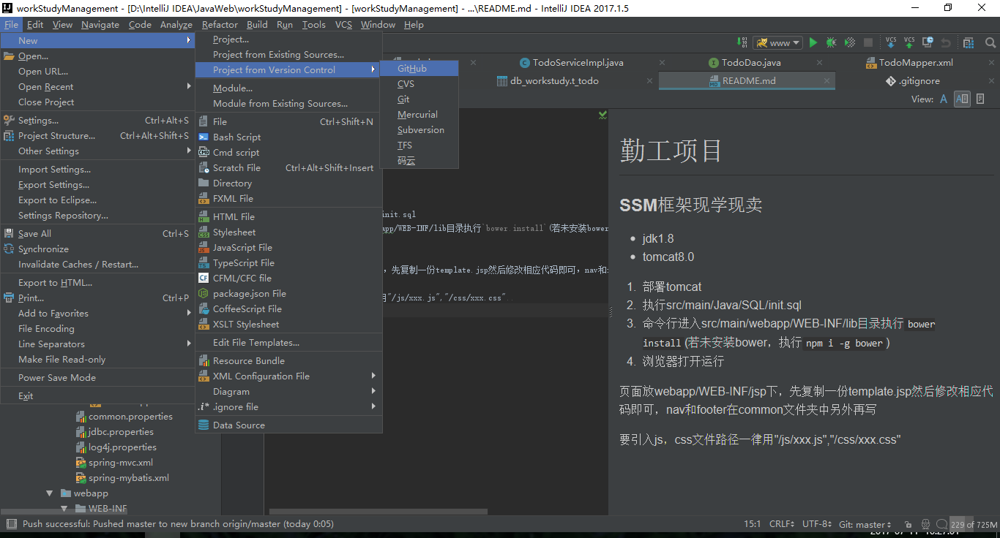 workStudyManagement - [D:\IntelliJ IDEA\JavaWeb\workStudyManagement] - [workStudyManagement] - ...\README.md - IntelliJ IDEA 2017.1.5
File Edit View Navigate Code Analyze Refactor Build Run Tools VCS Window Help
New
Open...
Open URL...
Open Recent
Close Project
Settings... Ctrl+Alt+S
Project Structure... Ctrl+Alt+Shift+S
Other Settings
Import Settings...
Export Settings...
Export to Eclipse...
Settings Repository...
Save All Ctrl+S
Synchronize
Invalidate Caches / Restart...
Export to HTML...
Print... Ctrl+P
Add to Favorites
File Encoding
Line Separators
Make File Read-only
Power Save Mode
Exit
common.properties
jdbc.properties
log4j.properties
spring-mvc.xml
spring-mybatis.xml
webapp
WEB-INF
Project...
Project from Existing Sources...
Project from Version Control
Module...
Module from Existing Sources...
File Ctrl+Shift+N
Bash Script
Cmd script
Scratch File Ctrl+Alt+Shift+Insert
Directory
FXML File
HTML File
Stylesheet
JavaScript File
TypeScript File
CFML/CFC file
package.json File
CoffeeScript File
XSLT Stylesheet
Edit File Templates...
Resource Bundle
XML Configuration File
Diagram
.ignore file
Data Source
GitHub
CVS
Git
Mercurial
Subversion
TFS
码云
www
VCS VCS
TodoServiceImpl.java TodoDao.java TodoMapper.xml
db_workstudy.t_todo README.md .gitignore
View:
init.sql
pp/WEB-INF/lib目录执行`bower install`(若未安装bower
，先复制一份template.jsp然后修改相应代码即可，nav和
用"/js/xxx.js","/css/xxx.css"
勤工项目
SSM框架现学现卖
• jdk1.8
• tomcat8.0
1. 部署tomcat
2. 执行src/main/Java/SQL/init.sql
3. 命令行进入src/main/webapp/WEB-INF/lib目录执行 bower
install (若未安装bower，执行 npm i -g bower )
4. 浏览器打开运行
页面放webapp/WEB-INF/jsp下，先复制一份template.jsp然后修改相应代
码即可，nav和footer在common文件夹中另外再写
要引入js，css文件路径一律用"/js/xxx.js","/css/xxx.css"
Push successful: Pushed master to new branch origin/master (today 0:05)
15:1 CRLF UTF-8 Git: master 229 of 725M